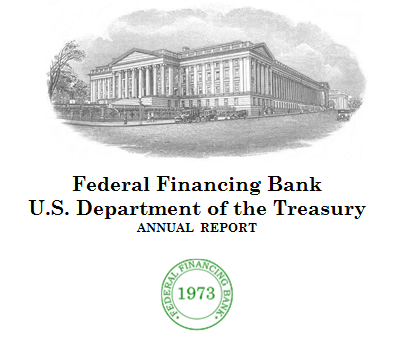 Federal Financing Bank
U.S. Department of the Treasury
ANNUAL REPORT
FEDERAL FINANCING BANK
1973